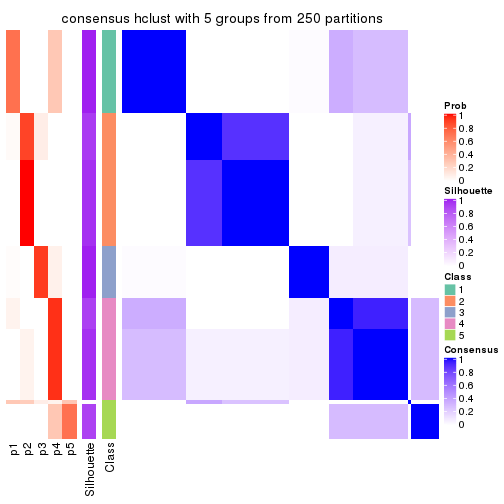 consensus hclust with 5 groups from 250 partitions
Prob
1
0.8
0.6
0.4
0.2
0
Silhouette
1
0.8
0.6
0.4
0.2
0
Class
1
2
3
4
5
Consensus
1
0.8
0.6
0.4
0.2
0
p1
p2
p3
p4
p5
Silhouette
Class